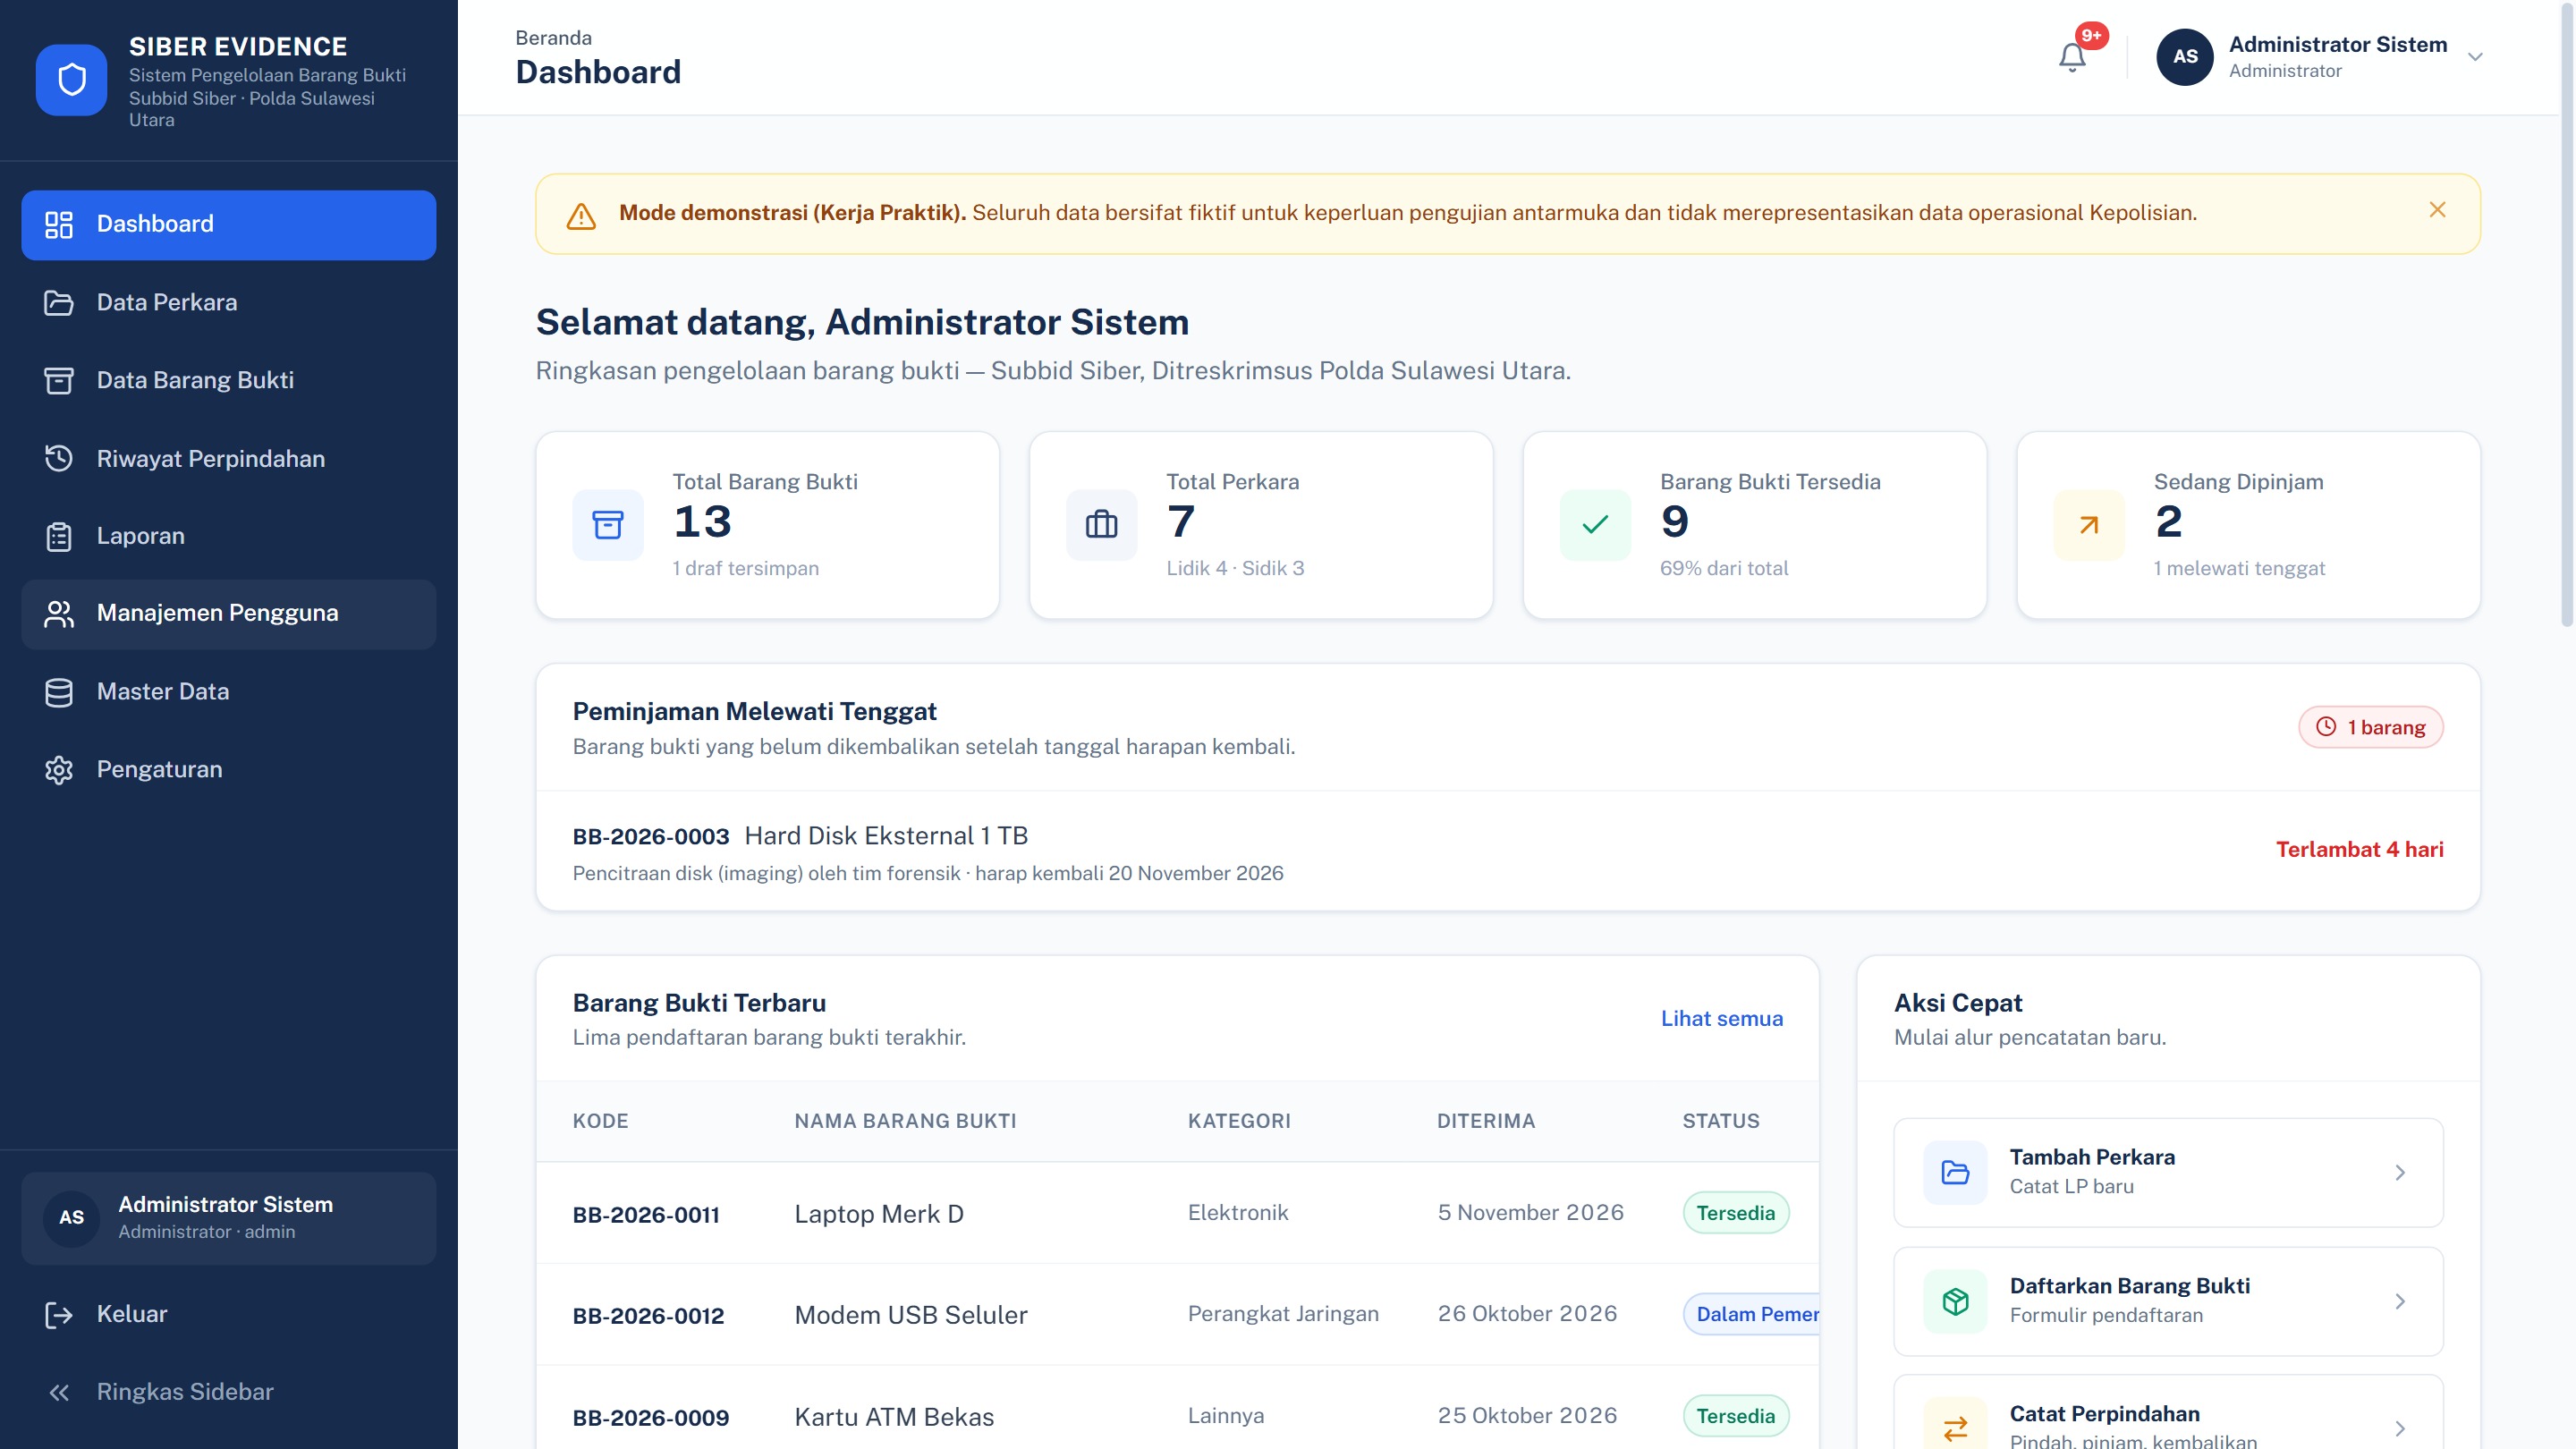 SIBER EVIDENCE
Sistem Pengelolaan Barang Bukti
Subbid Siber · Polda Sulawesi
Utara
Dashboard
Data Perkara
Data Barang Bukti
Riwayat Perpindahan
Laporan
Manajemen Pengguna
Master Data
Pengaturan
AS
Administrator Sistem
Administrator · admin
Keluar
Ringkas Sidebar
Beranda
Dashboard
9+
AS
Administrator Sistem
Administrator
Mode demonstrasi (Kerja Praktik). Seluruh data bersifat fiktif untuk keperluan pengujian antarmuka dan tidak merepresentasikan data operasional Kepolisian.
Selamat datang, Administrator Sistem
Ringkasan pengelolaan barang bukti — Subbid Siber, Ditreskrimsus Polda Sulawesi Utara.
Total Barang Bukti
13
1 draf tersimpan
Total Perkara
7
Lidik 4 · Sidik 3
Barang Bukti Tersedia
9
69% dari total
Sedang Dipinjam
2
1 melewati tenggat
Peminjaman Melewati Tenggat
Barang bukti yang belum dikembalikan setelah tanggal harapan kembali.
1 barang
BB-2026-0003 Hard Disk Eksternal 1 TB
Pencitraan disk (imaging) oleh tim forensik · harap kembali 20 November 2026
Terlambat 4 hari
Barang Bukti Terbaru
Lima pendaftaran barang bukti terakhir.
Lihat semua
KODE NAMA BARANG BUKTI KATEGORI DITERIMA STATUS
BB-2026-0011 Laptop Merk D Elektronik 5 November 2026 Tersedia
BB-2026-0012 Modem USB Seluler Perangkat Jaringan 26 Oktober 2026 Dalam Pemer
BB-2026-0009 Kartu ATM Bekas Lainnya 25 Oktober 2026 Tersedia
Aksi Cepat
Mulai alur pencatatan baru.
Tambah Perkara
Catat LP baru
Daftarkan Barang Bukti
Formulir pendaftaran
Catat Perpindahan
Pindah, pinjam, kembalikan